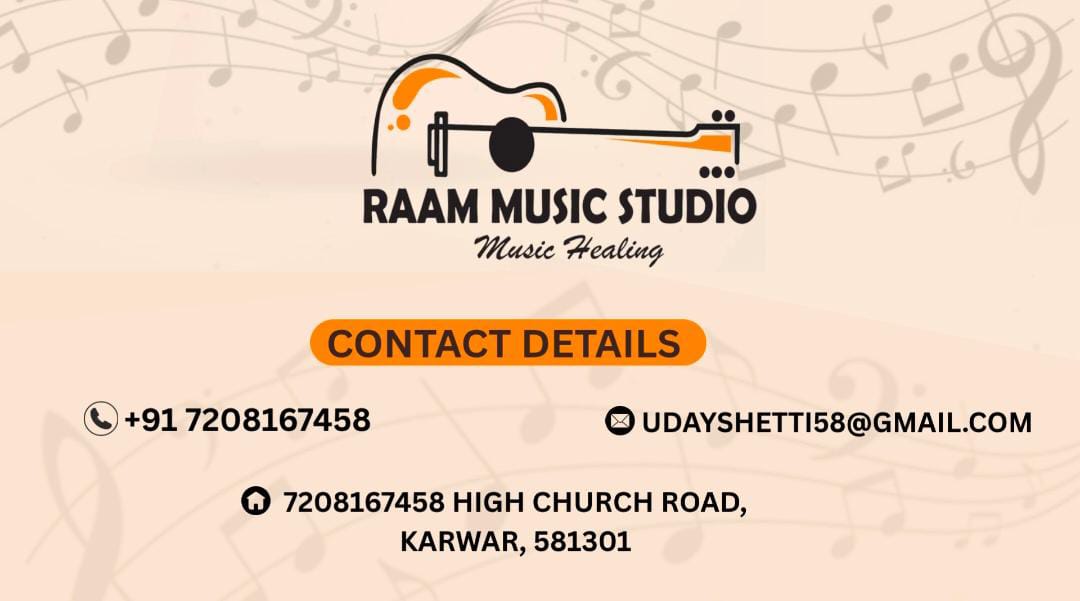 RAAM MUSIC STUDIO
Music Healing
CONTACT DETAILS
+91 7208167458
UDAYSHETTI58@GMAIL.COM
7208167458 HIGH CHURCH ROAD,
KARWAR, 581301